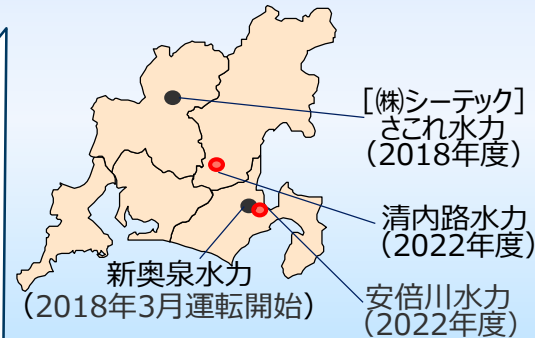 [㈱シーテック]
さこれ水力
（2018年度）
清内路水力
（2022年度）
新奥泉水力
（2018年3月運転開始）
安倍川水力
（2022年度）